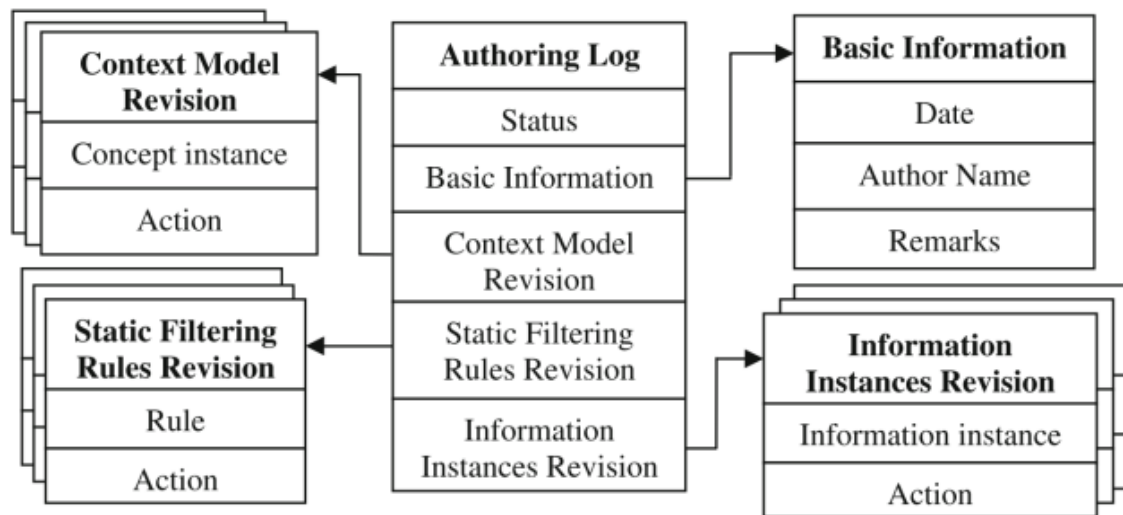 Context Model
Revision
Concept instance
Action
Static Filtering
Rules Revision
Rule
Action
Authoring Log
Status
Basic Information
Context Model
Revision
Static Filtering
Rules Revision
Information
Instances Revision
Basic Information
Date
Author Name
Remarks
Information
Instances Revision
Information instance
Action